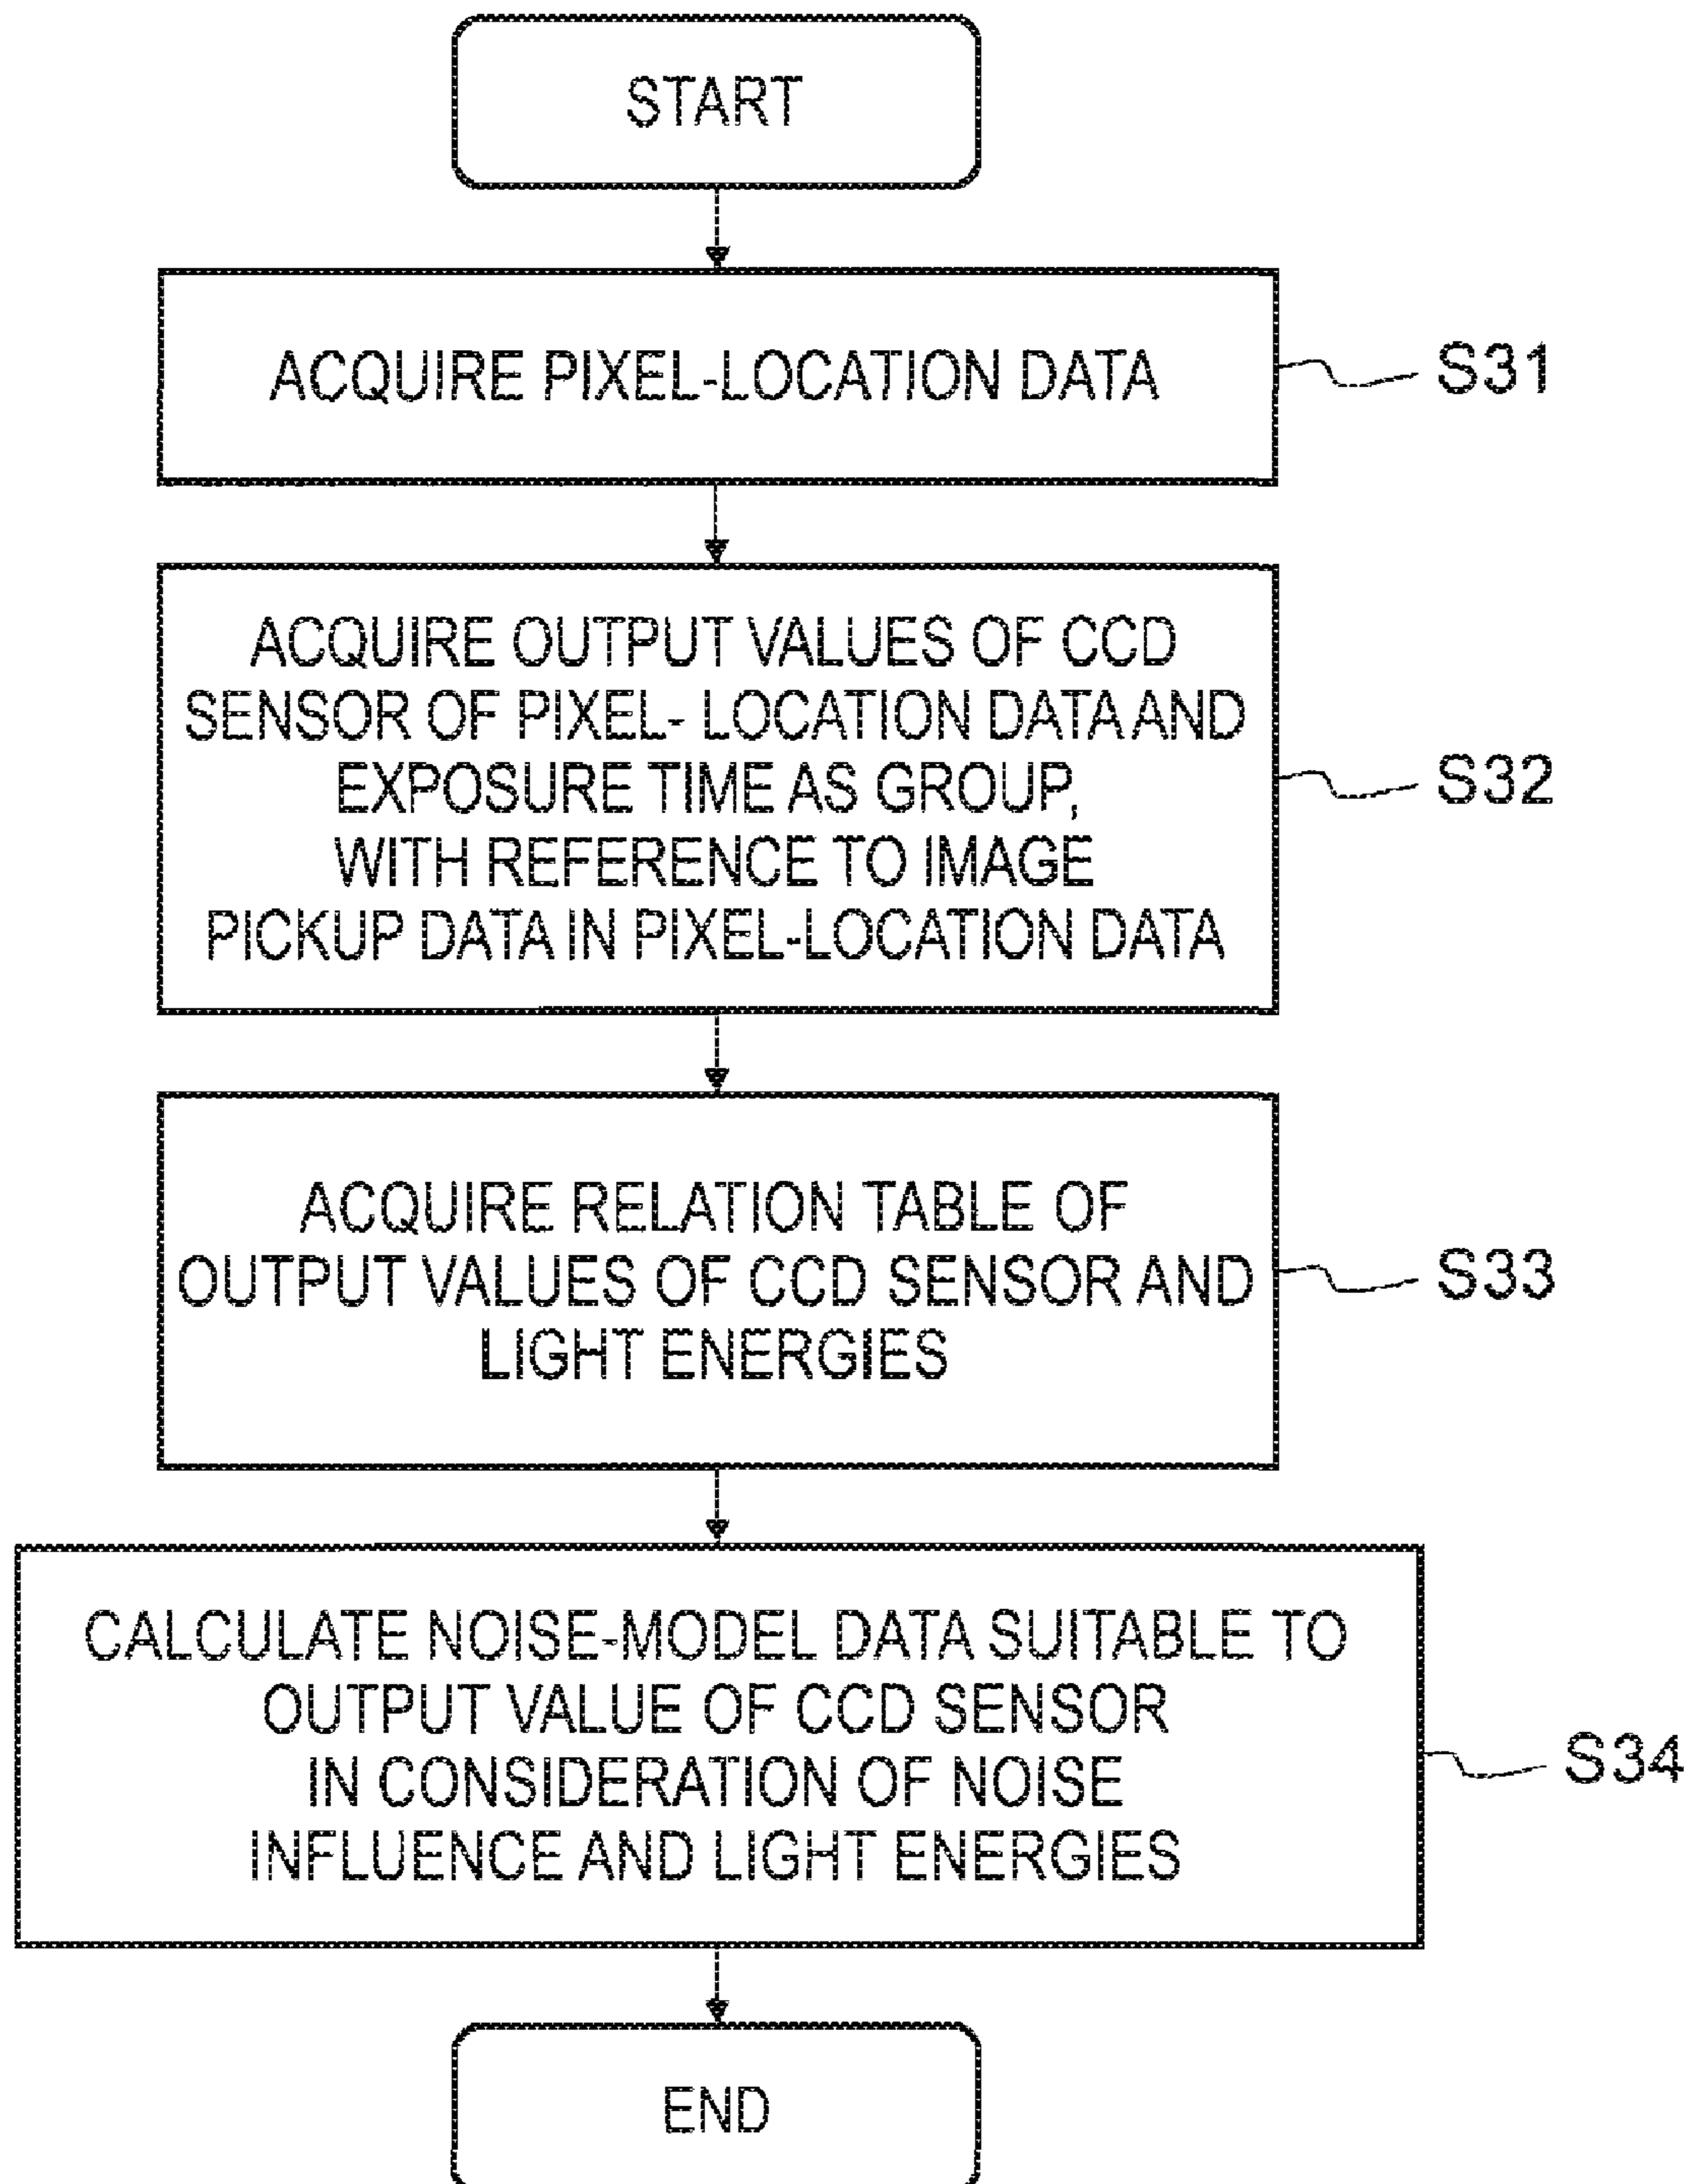 START
ACQUIRE PIXEL-LOCATION DATA
S31
ACQUIRE OUTPUT VALUES OF CCD
SENSOR OF PIXEL- LOCATION DATA AND
EXPOSURE TIME AS GROUP,
WITH REFERENCE TO IMAGE
PICKUP DATA IN PIXEL-LOCATION DATA
S32
ACQUIRE RELATION TABLE OF
OUTPUT VALUES OF CCD SENSOR AND
LIGHT ENERGIES
S33
CALCULATE NOISE-MODEL DATA SUITABLE TO
OUTPUT VALUE OF CCD SENSOR
IN CONSIDERATION OF NOISE
INFLUENCE AND LIGHT ENERGIES
S34
END